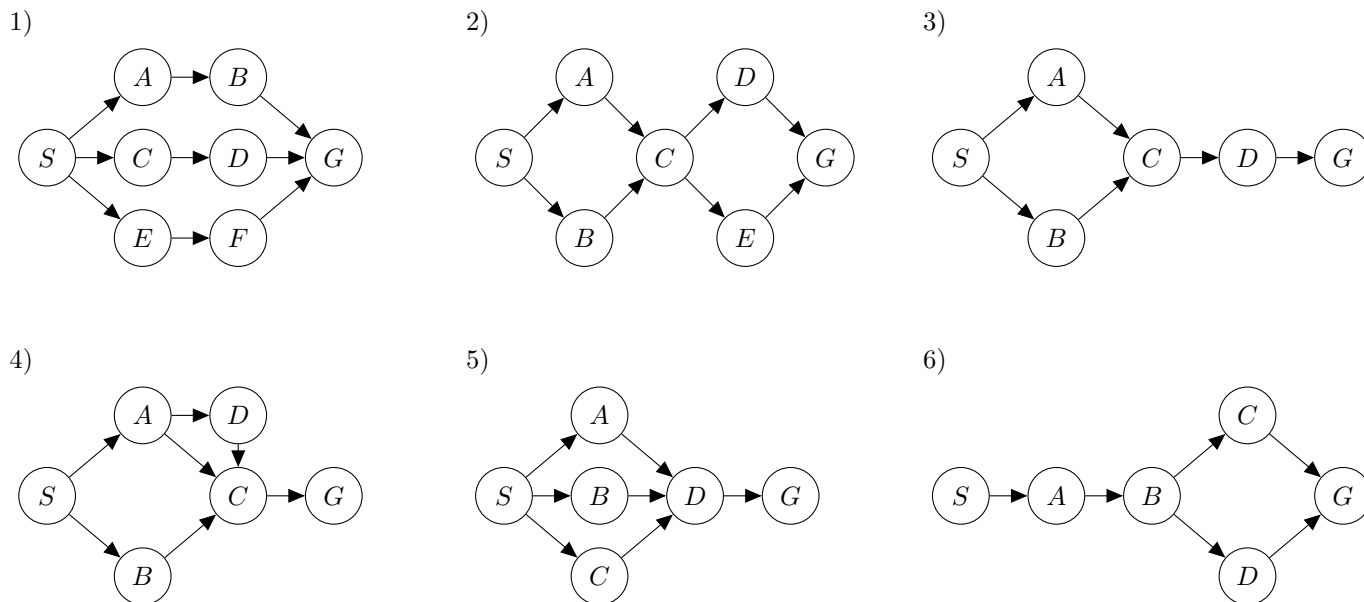 1) 2) 3)
A B A D A
S C D G S C G S C D G
E F B E B
4) 5) 6)
A D A C
S C G S B D G S A B G
B C D